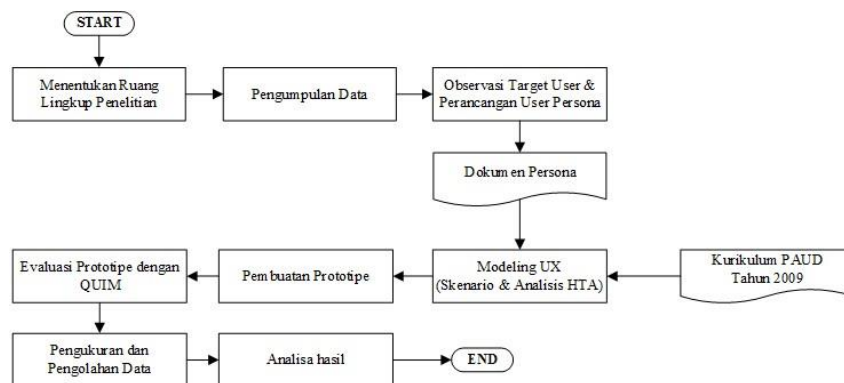 START
Menentukan Ruang
Lingkup Penelitian
Pengumpulan Data
Observasi Target User &
Perancangan User Persona
Dokumen Persona
Evaluasi Prototipe dengan
QUIM
Pembuatan Prototipe
Modeling UX
(Skenario & Analisis HTA)
Kurikulum PAUD
Tahun 2009
Pengukuran dan
Pengolahan Data
Analisa hasil
END